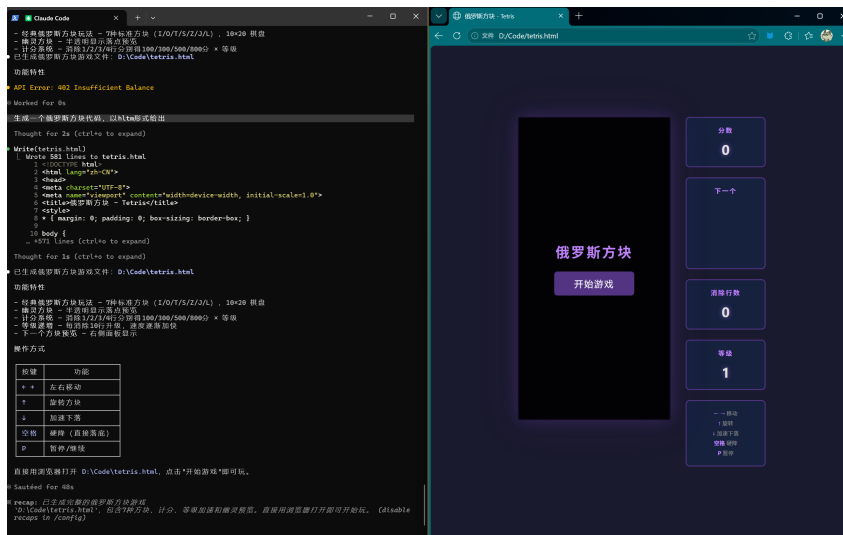 Claude Code
- 经典俄罗斯方块玩法 - 7种标准方块 (I/O/T/S/Z/J/L) , 10×20 棋盘
- 幽灵方块 - 半透明显示落点预览
- 计分系统 - 消除1/2/3/4行分别得100/300/500/800分 × 等级
已生成俄罗斯方块游戏文件: D:\Code\tetris.html
功能特性
API Error: 402 Insufficient Balance
Worked for 0s
生成一个俄罗斯方块代码，以hltm形式给出
Thought for 2s (ctrl+o to expand)
Write(tetris.html)
Wrote 581 lines to tetris.html
1 <!DOCTYPE html>
2 <html lang="zh-CN">
3 <head>
4 <meta charset="UTF-8">
5 <meta name="viewport" content="width=device-width, initial-scale=1.0">
6 <title>俄罗斯方块 - Tetris</title>
7 <style>
8 * { margin: 0; padding: 0; box-sizing: border-box; }
9
10 body {
… +571 lines (ctrl+o to expand)
Thought for 1s (ctrl+o to expand)
已生成俄罗斯方块游戏文件: D:\Code\tetris.html
功能特性
- 经典俄罗斯方块玩法 - 7种标准方块 (I/O/T/S/Z/J/L) , 10×20 棋盘
- 幽灵方块 - 半透明显示落点预览
- 计分系统 - 消除1/2/3/4行分别得100/300/500/800分 × 等级
- 等级递增 - 每消除10行升级，速度逐渐加快
- 下一个方块预览 - 右侧面板显示
操作方式
按键 功能
← → 左右移动
↑ 旋转方块
↓ 加速下落
空格 硬降 (直接落底)
P 暂停/继续
直接用浏览器打开 D:\Code\tetris.html，点击"开始游戏"即可玩。
Sautéed for 48s
recap: 已生成完整的俄罗斯方块游戏
`D:\Code\tetris.html`，包含7种方块、计分、等级加速和幽灵预览。直接用浏览器打开即可开始玩。 (disable
recaps in /config)
俄罗斯方块 - Tetris
文件 D:/Code/tetris.html
俄罗斯方块
开始游戏
分数
0
下一个
消除行数
0
等级
1
← → 移动
↑ 旋转
↓ 加速下落
空格 硬降
P 暂停